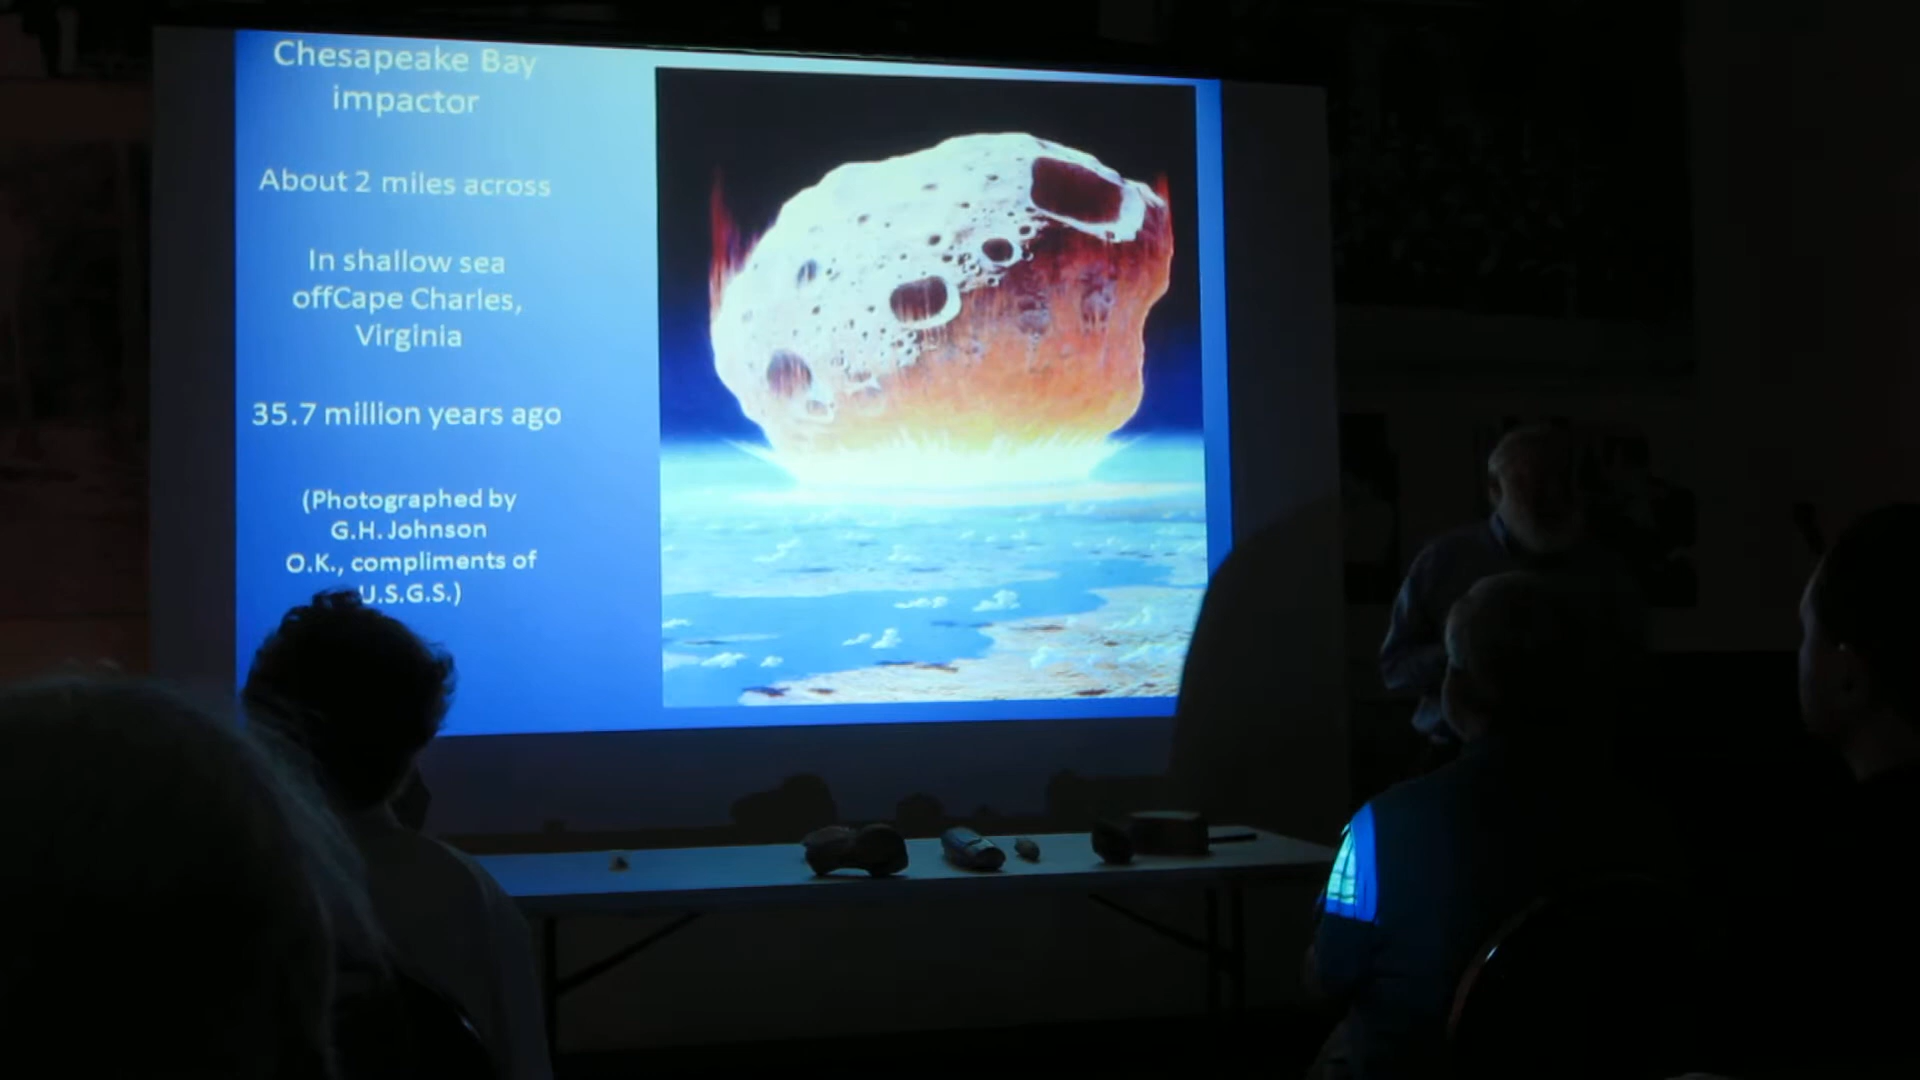 Chesapeake Bay
impactor
About 2 miles across
In shallow sea
offCape Charles,
Virginia
35.7 million years ago
(Photographed by
G.H. Johnson
O.K., compliments of
U.S.G.S.)